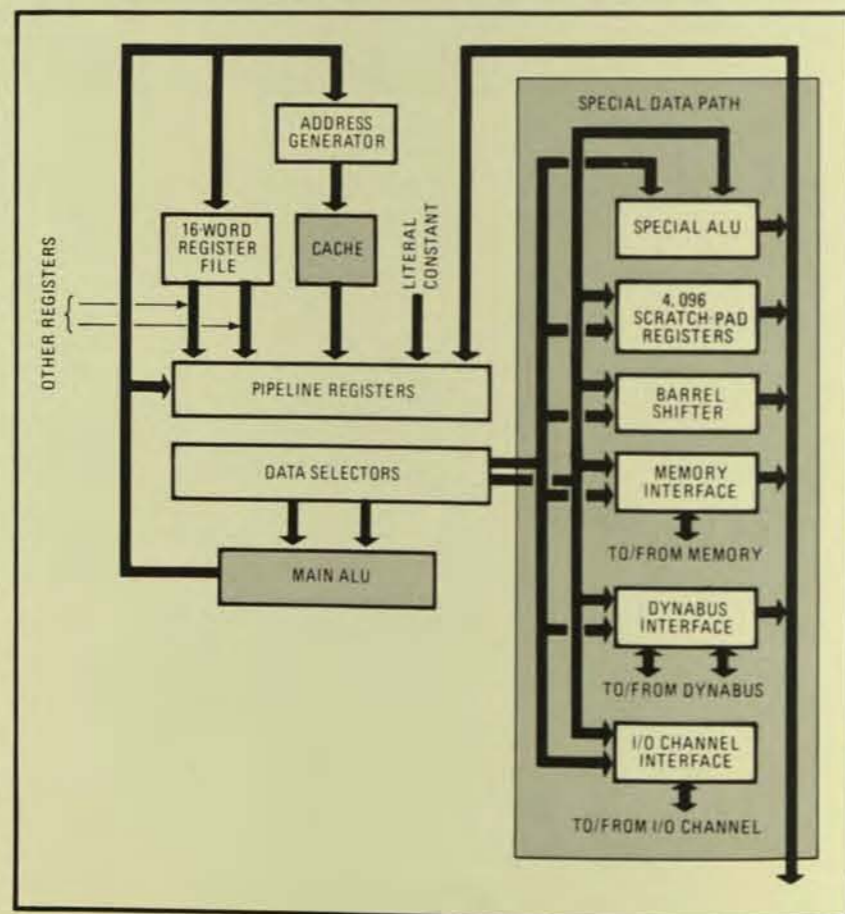 SPECIAL DATA PATH
ADDRESS
GENERATOR
16-WORD
REGISTER
FILE
CACHE
LITERAL
CONSTANT
OTHER REGISTERS
PIPELINE REGISTERS
DATA SELECTORS
MAIN ALU
SPECIAL ALU
4,096
SCRATCH-PAD
REGISTERS
BARREL
SHIFTER
MEMORY
INTERFACE
TO/FROM MEMORY
DYNABUS
INTERFACE
TO/FROM DYNABUS
I/O CHANNEL
INTERFACE
TO/FROM I/O CHANNEL